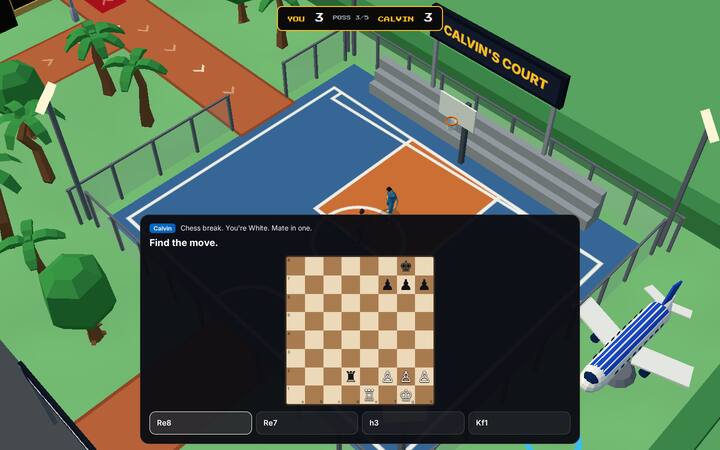 YOU 3 POSS 3/5 CALVIN 3
CALVIN'S COURT
Calvin Chess break. You're White. Mate in one.
Find the move.
Re8
Re7
h3
Kf1